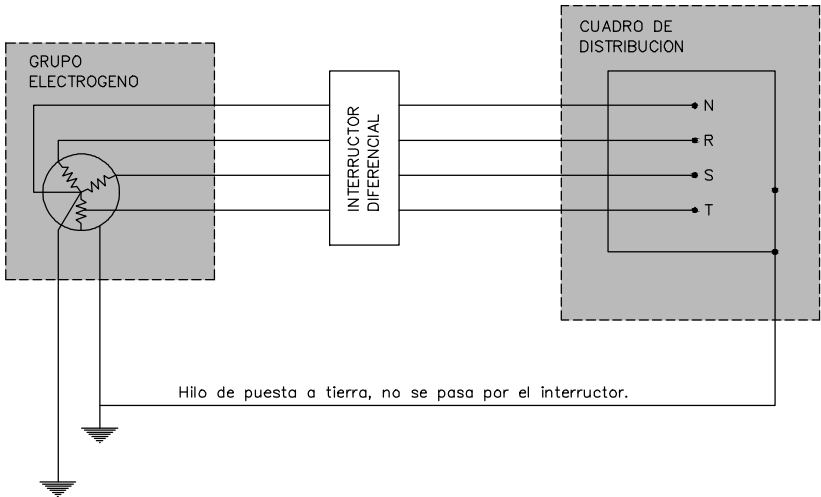 GRUPO
ELECTROGENO
INTERRUCTOR
DIFERENCIAL
CUADRO DE
DISTRIBUCION
N
R
S
T
Hilo de puesta a tierra, no se pasa por el interructor.